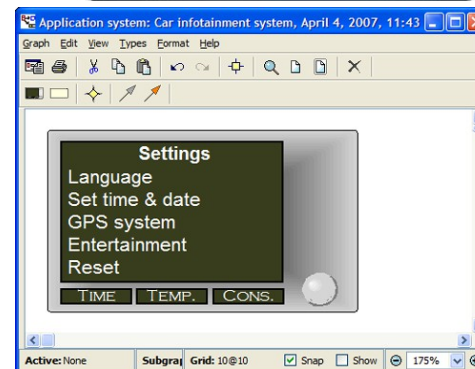 Application system: Car infotainment system, April 4, 2007, 11:43
Graph Edit View Types Format Help
Settings
Language
Set time & date
GPS system
Entertainment
Reset
TIME TEMP. CONS.
Active: None Subgra Grid: 10@10 Snap Show 175%